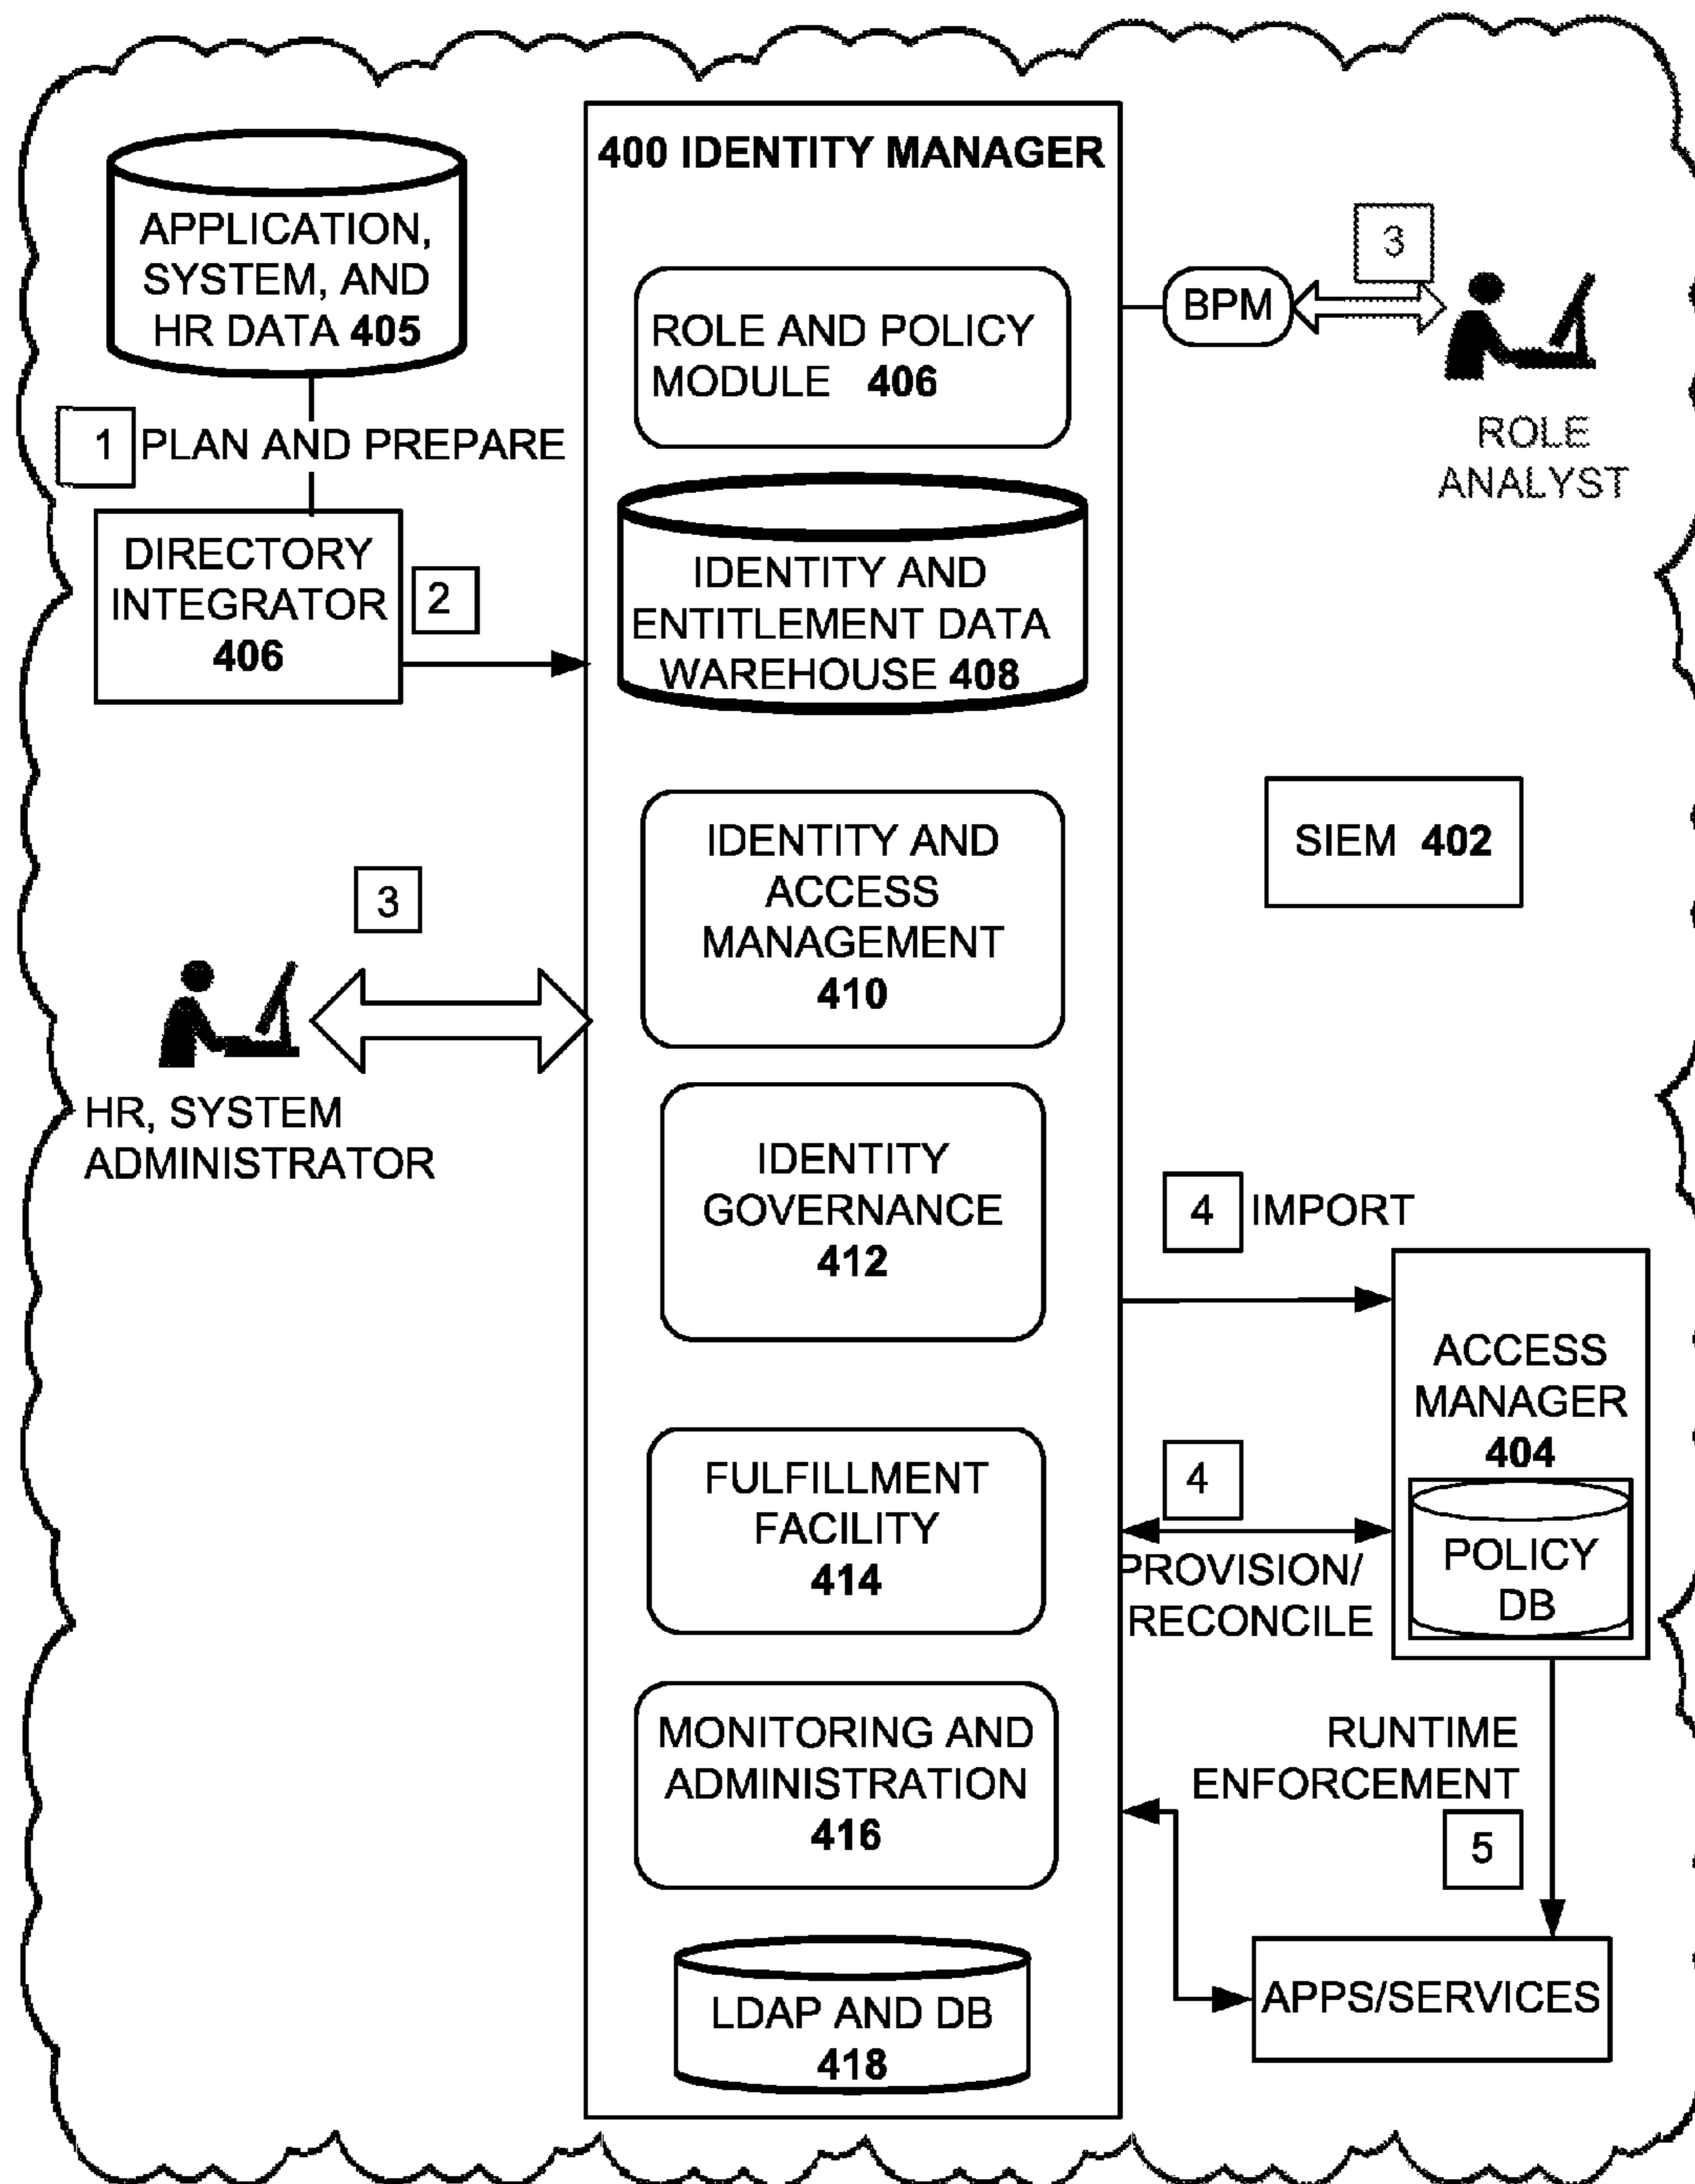 400 IDENTITY MANAGER
APPLICATION,
SYSTEM, AND
HR DATA 405
1 PLAN AND PREPARE
DIRECTORY
INTEGRATOR
406
2
ROLE AND POLICY
MODULE 406
BPM
3
ROLE
ANALYST
IDENTITY AND
ENTITLEMENT DATA
WAREHOUSE 408
IDENTITY AND
ACCESS
MANAGEMENT
410
SIEM 402
3
HR, SYSTEM
ADMINISTRATOR
IDENTITY
GOVERNANCE
412
4 IMPORT
ACCESS
MANAGER
404
POLICY
DB
FULFILLMENT
FACILITY
414
4
PROVISION/
RECONCILE
MONITORING AND
ADMINISTRATION
416
RUNTIME
ENFORCEMENT
5
APPS/SERVICES
LDAP AND DB
418